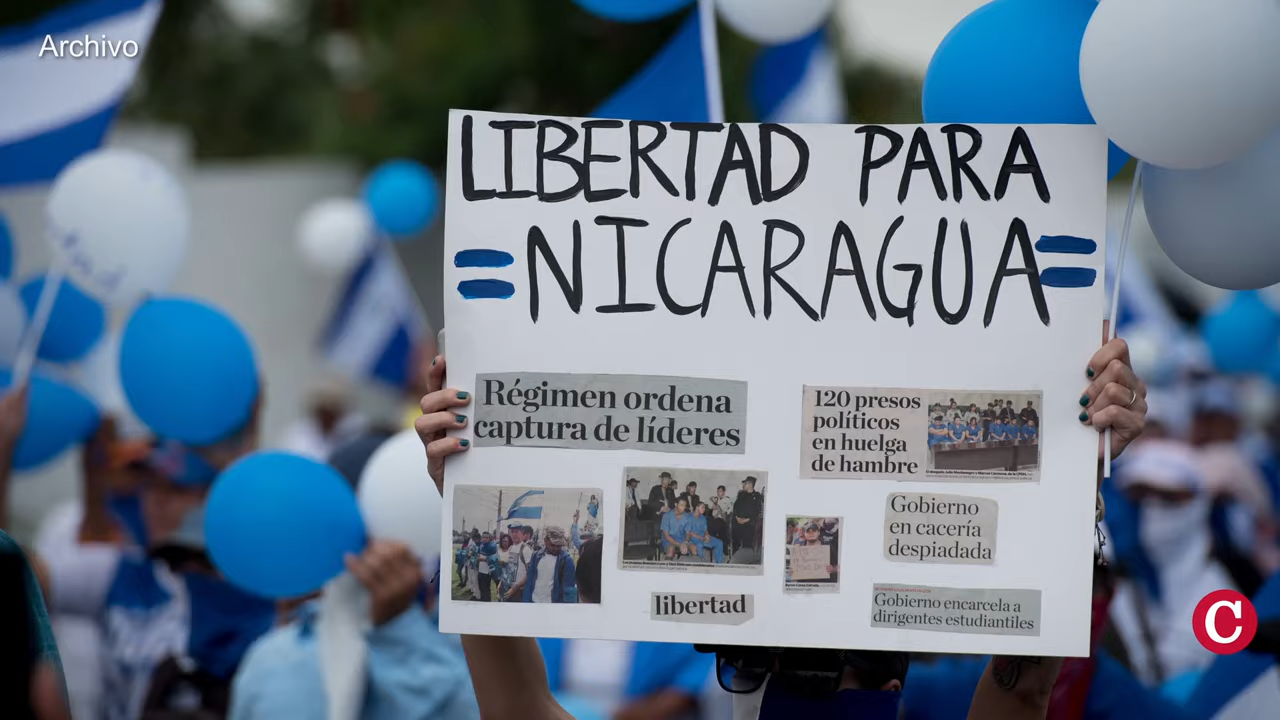 Archivo
LIBERTAD PARA
=NICARAGUA=
Régimen ordena
captura de líderes
120 presos
políticos
en huelga
de hambre
Gobierno
en cacería
despiadada
libertad
Gobierno encarcela a
dirigentes estudiantiles
C